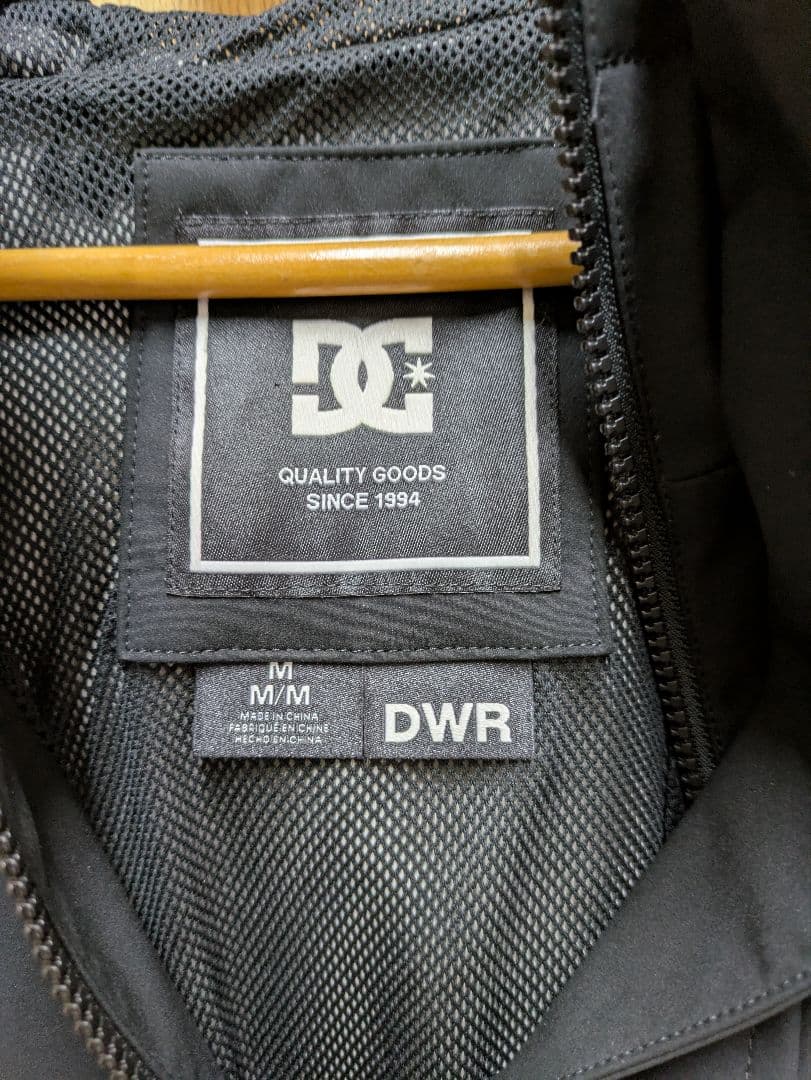 DC
QUALITY GOODS
SINCE 1994
M
M/M
MADE IN CHINA
FABRIQUÉ EN CHINE
HECHO EN CHINA
DWR